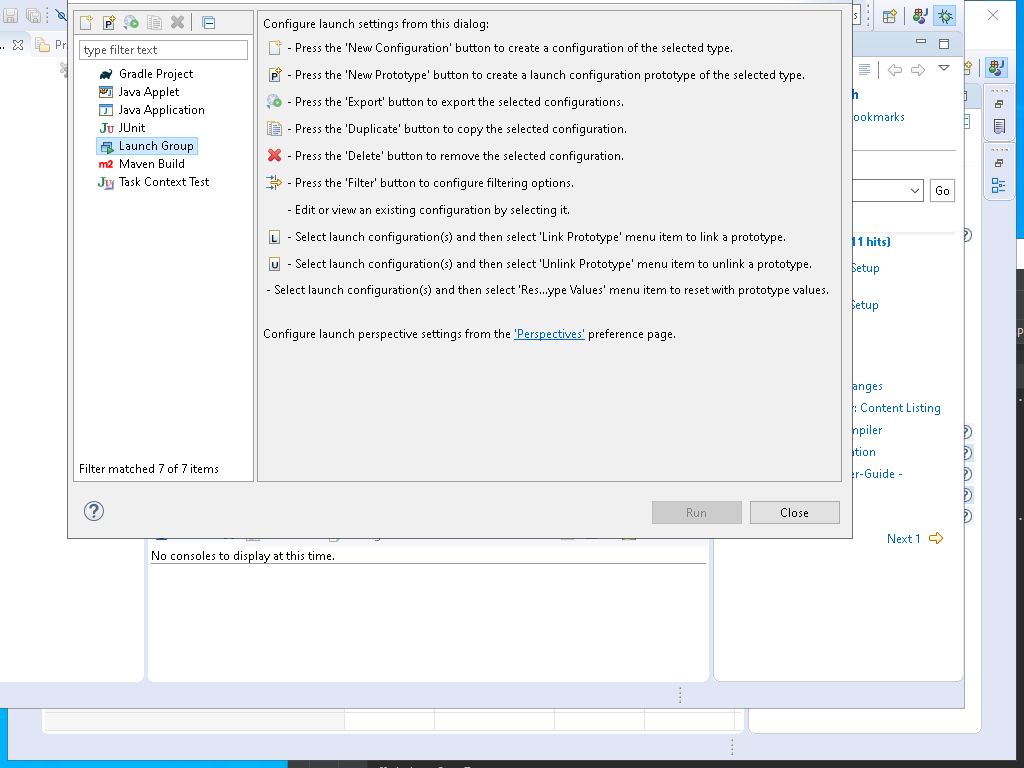 type filter text
Gradle Project
Java Applet
Java Application
JUnit
Launch Group
Maven Build
Task Context Test
Filter matched 7 of 7 items
Configure launch settings from this dialog:
- Press the 'New Configuration' button to create a configuration of the selected type.
- Press the 'New Prototype' button to create a launch configuration prototype of the selected type.
- Press the 'Export' button to export the selected configurations.
- Press the 'Duplicate' button to copy the selected configuration.
- Press the 'Delete' button to remove the selected configuration.
- Press the 'Filter' button to configure filtering options.
- Edit or view an existing configuration by selecting it.
- Select launch configuration(s) and then select 'Link Prototype' menu item to link a prototype.
- Select launch configuration(s) and then select 'Unlink Prototype' menu item to unlink a prototype.
- Select launch configuration(s) and then select 'Res...ype Values' menu item to reset with prototype values.
Configure launch perspective settings from the 'Perspectives' preference page.
Run
Close
No consoles to display at this time.
ookmarks
Go
11 hits)
Setup
Setup
anges
: Content Listing
mpiler
ation
er-Guide -
Next 1